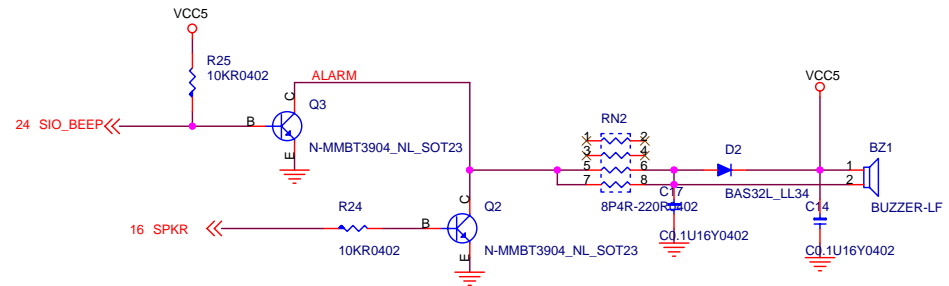 VCC5
R25
10KR0402
ALARM
C
Q3
24 SIO_BEEP
B
E
N-MMBT3904_NL_SOT23
VCC5
RN2
1 2
3 4
5 6
7 8
8P4R-220R0402
D2
BAS32L_LL34
BZ1
1
2
BUZZER-LF
C17
C0.1U16Y0402
C14
C0.1U16Y0402
C
Q2
R24
16 SPKR
B
10KR0402
E
N-MMBT3904_NL_SOT23